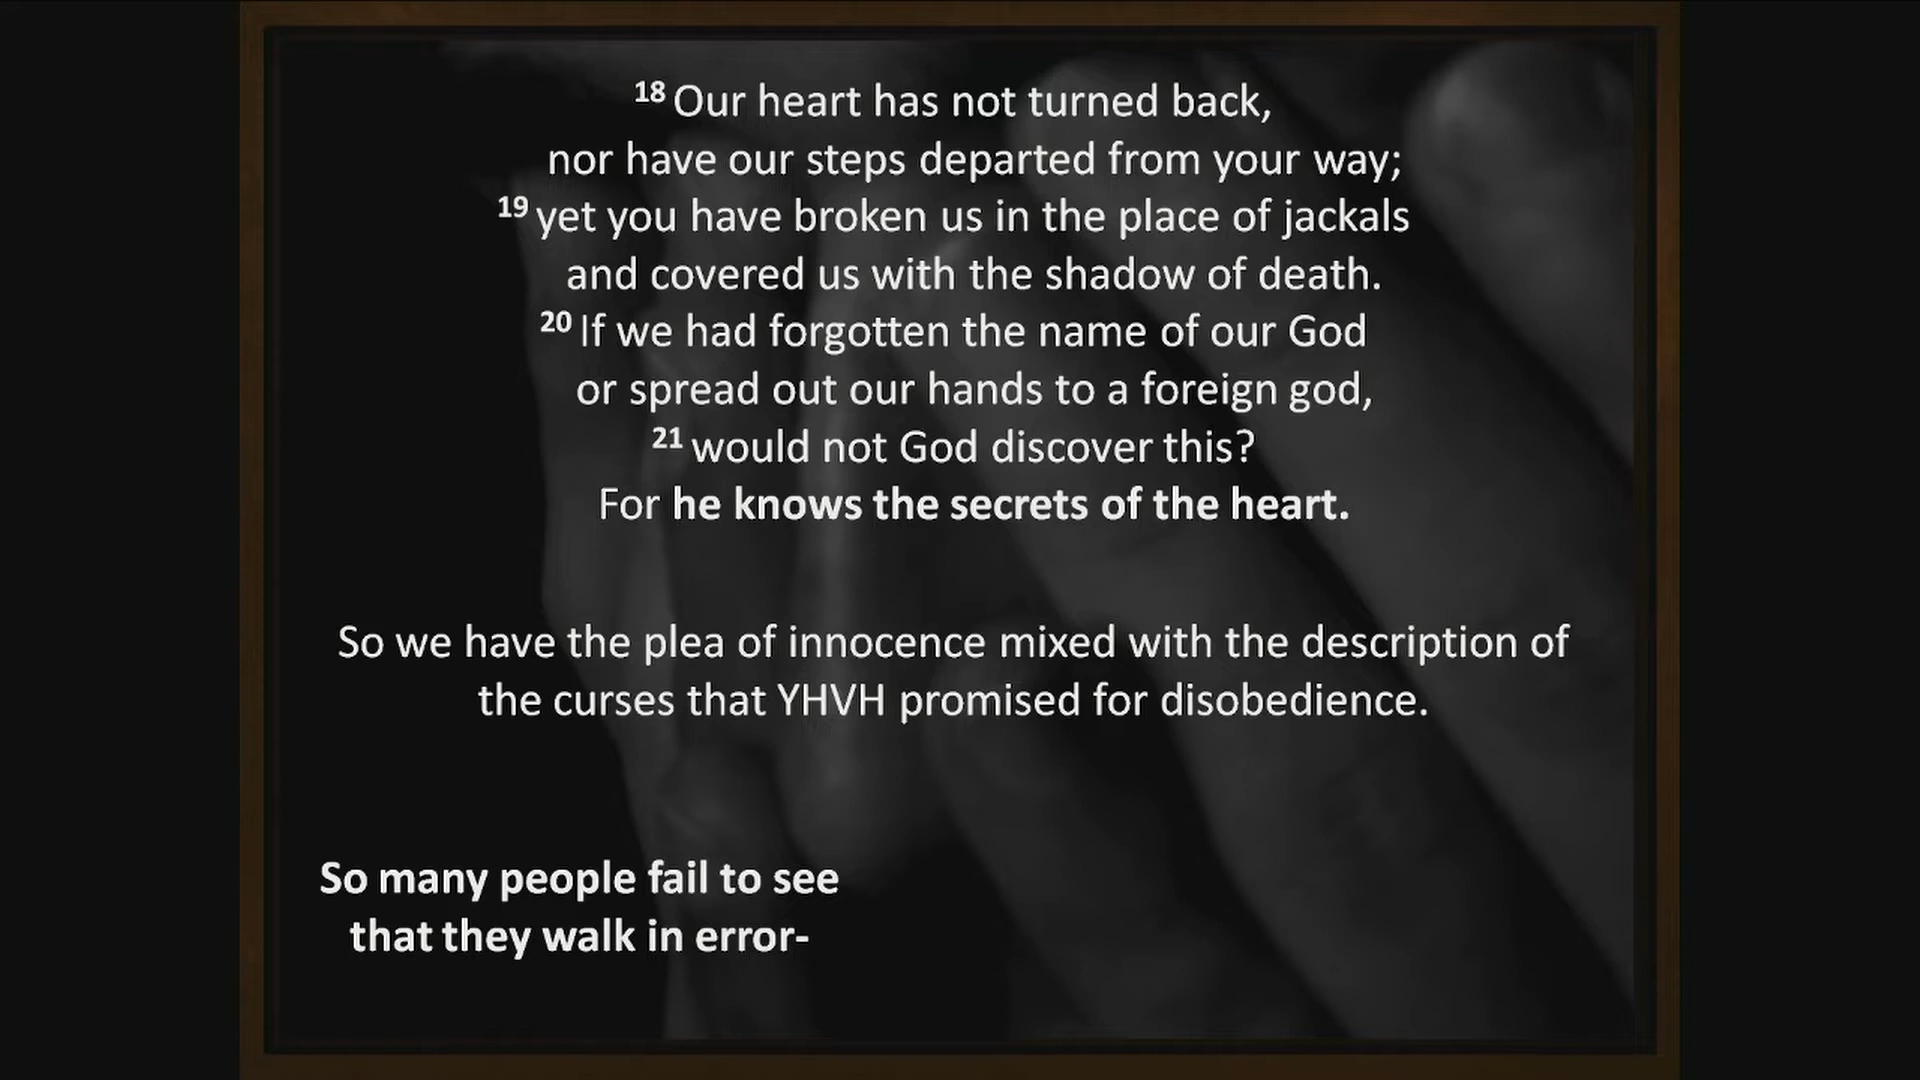 18 Our heart has not turned back,
nor have our steps departed from your way;
19 yet you have broken us in the place of jackals
and covered us with the shadow of death.
20 If we had forgotten the name of our God
or spread out our hands to a foreign god,
21 would not God discover this?
For he knows the secrets of the heart.
So we have the plea of innocence mixed with the description of
the curses that YHVH promised for disobedience.
So many people fail to see
that they walk in error-